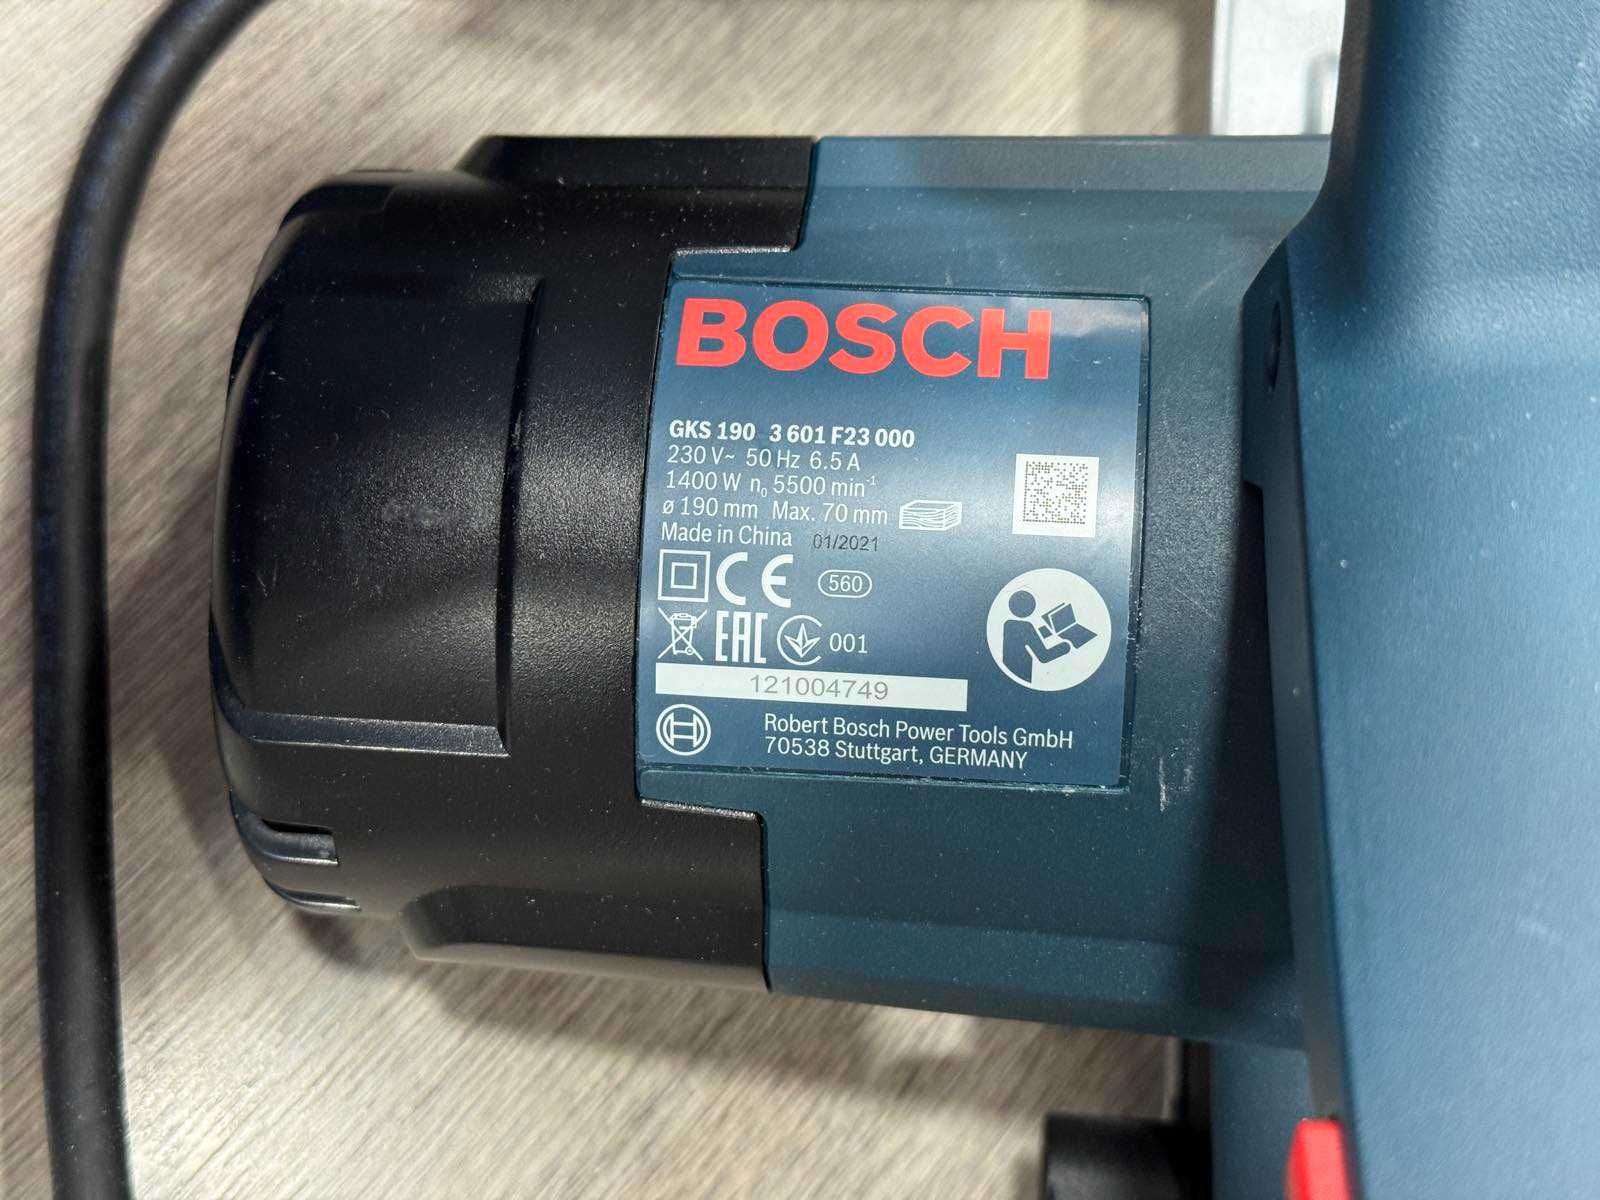 BOSCH
GKS 190 3 601 F23 000
230 V~ 50 Hz 6.5 A
1400 W n₀ 5500 min⁻¹
ø 190 mm Max. 70 mm
Made in China 01/2021
CE 560
EAC 001
121004749
Robert Bosch Power Tools GmbH
70538 Stuttgart, GERMANY